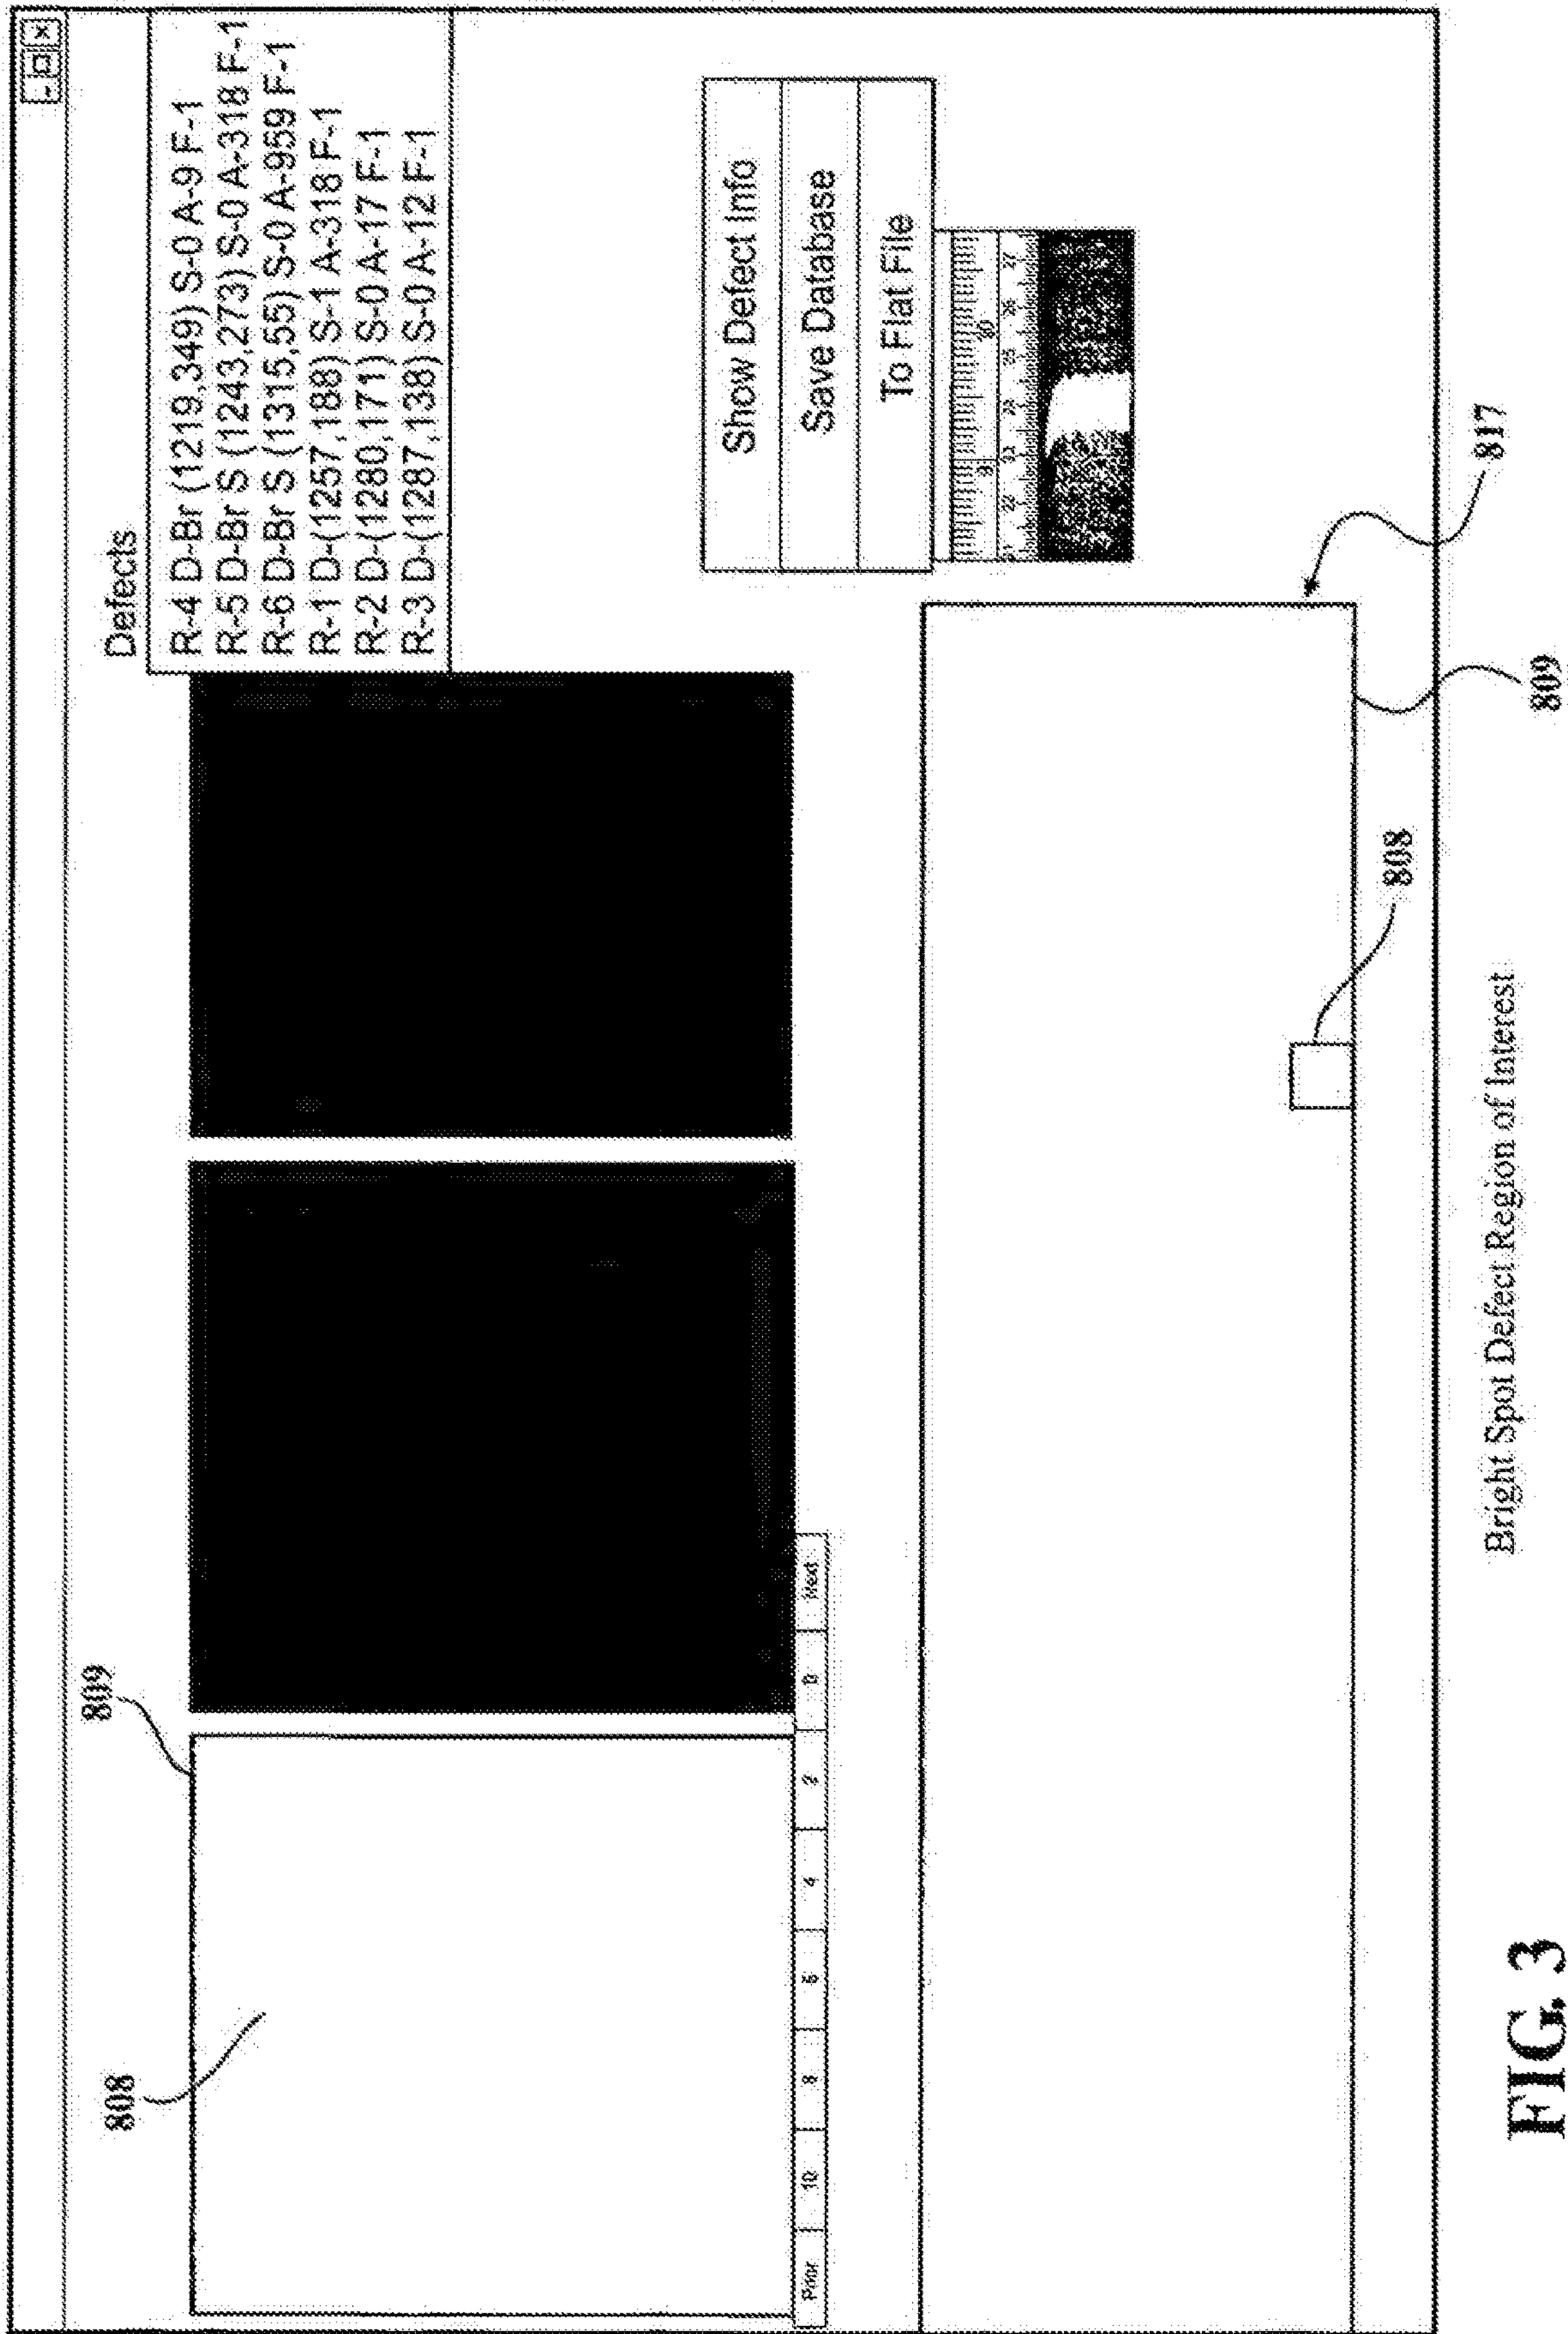 Defects
R-4 D-Br (1219,349) S-0 A-9 F-1
R-5 D-Br S (1243,273) S-0 A-318 F-1
R-6 D-Br S (1315,55) S-0 A-959 F-1
R-1 D-(1257,188) S-1 A-318 F-1
R-2 D-(1280,171) S-0 A-17 F-1
R-3 D-(1287,138) S-0 A-12 F-1
808
809
Prior 10 8 6 4 2 0 Next
Show Defect Info
Save Database
To Flat File
817
808
809
Bright Spot Defect Region of Interest
FIG. 3